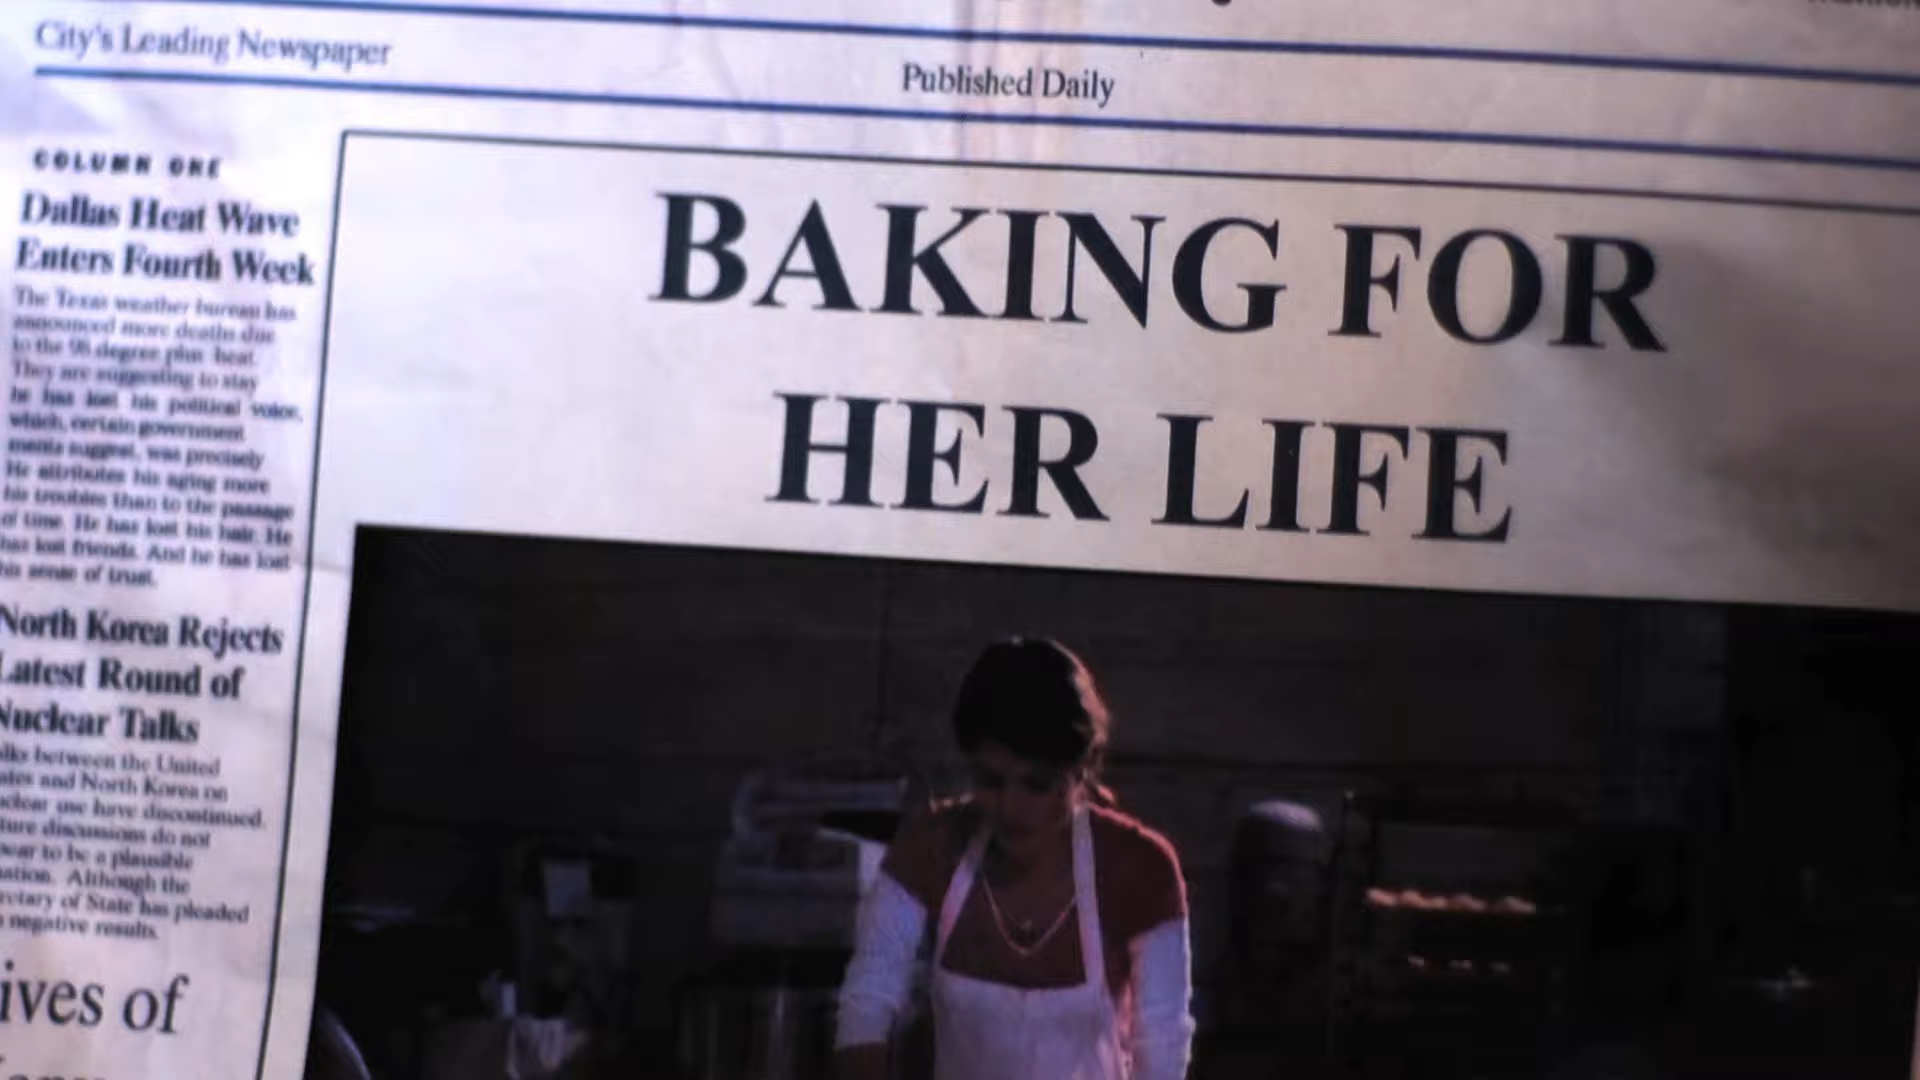 City's Leading Newspaper
Published Daily
COLUMN ONE
Dallas Heat Wave
Enters Fourth Week
The Texas weather bureau has
announced more deaths due
to the 98 degree plus heat.
They are suggesting to stay
he has lost his political voice,
which, certain government
ments suggest, was precisely
He attributes his aging more
his troubles than to the passage
of time. He has lost his hair. He
has lost friends. And he has lost
his sense of trust.
North Korea Rejects
Latest Round of
Nuclear Talks
between the United
and North Korea on
use have discontinued.
discussions do not
to be a plausible
Although the
of State has pleaded
negative results.
ives of
BAKING FOR
HER LIFE